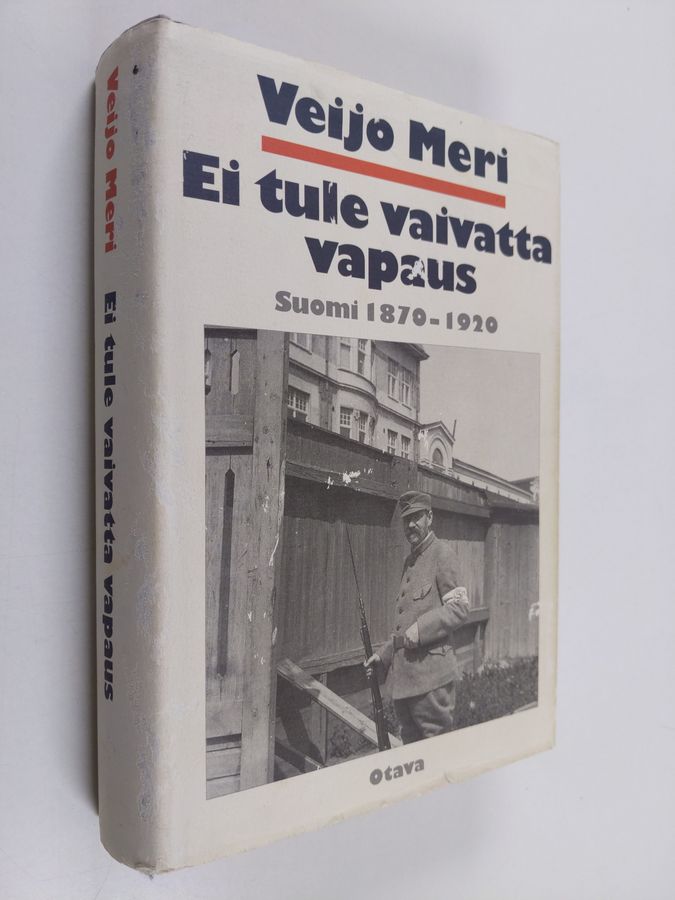 Veijo Meri
Ei tule vaivatta
vapaus
Suomi 1870-1920
Otava
Veijo Meri Ei tule vaivatta vapaus